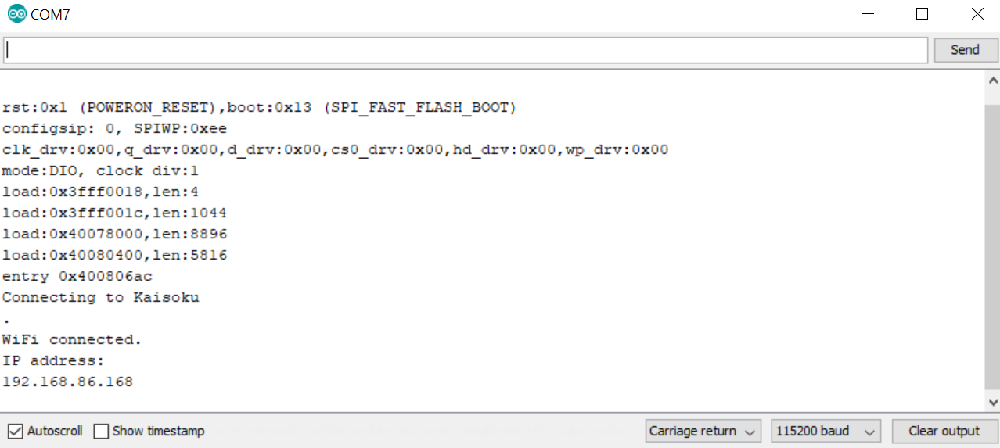 COM7
Send
rst:0x1 (POWERON_RESET),boot:0x13 (SPI_FAST_FLASH_BOOT)
configsip: 0, SPIWP:0xee
clk_drv:0x00,q_drv:0x00,d_drv:0x00,cs0_drv:0x00,hd_drv:0x00,wp_drv:0x00
mode:DIO, clock div:1
load:0x3fff0018,len:4
load:0x3fff001c,len:1044
load:0x40078000,len:8896
load:0x40080400,len:5816
entry 0x400806ac
Connecting to Kaisoku
.
WiFi connected.
IP address:
192.168.86.168
Autoscroll Show timestamp Carriage return 115200 baud Clear output